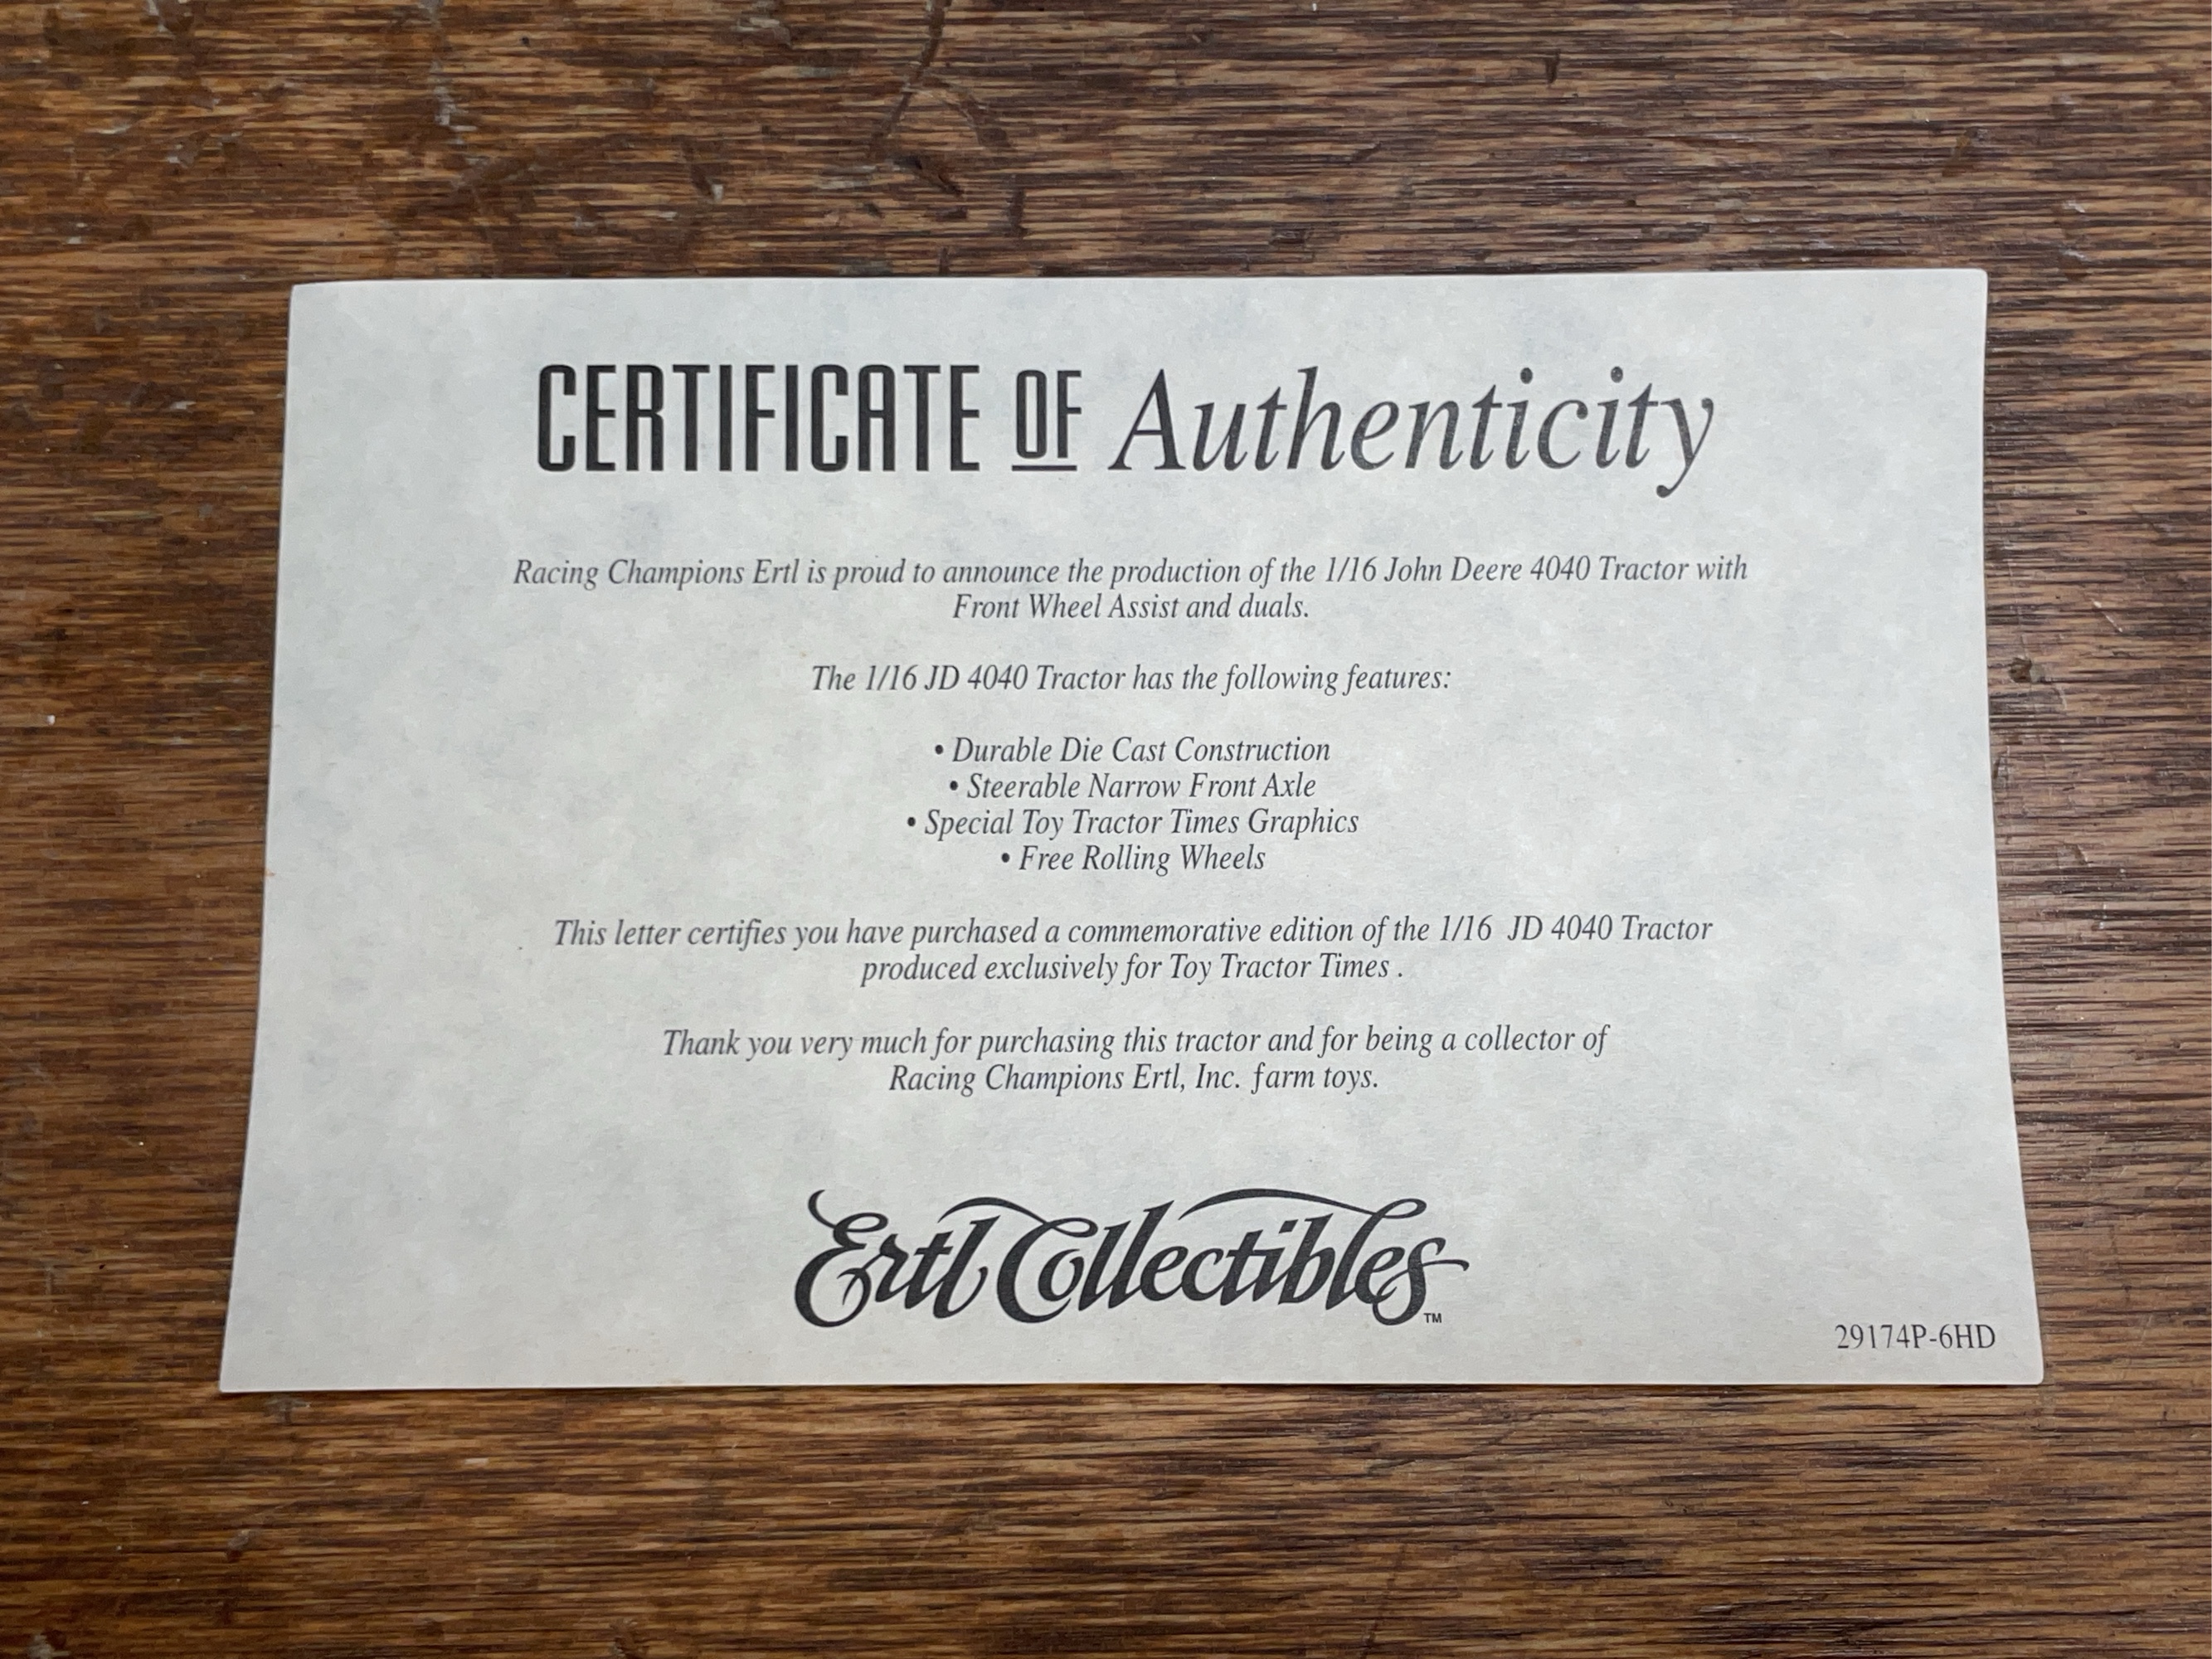 CERTIFICATE OF Authenticity
Racing Champions Ertl is proud to announce the production of the 1/16 John Deere 4040 Tractor with
Front Wheel Assist and duals.
The 1/16 JD 4040 Tractor has the following features:
• Durable Die Cast Construction
• Steerable Narrow Front Axle
• Special Toy Tractor Times Graphics
• Free Rolling Wheels
This letter certifies you have purchased a commemorative edition of the 1/16 JD 4040 Tractor
produced exclusively for Toy Tractor Times .
Thank you very much for purchasing this tractor and for being a collector of
Racing Champions Ertl, Inc. farm toys.
Ertl Collectibles™
29174P-6HD